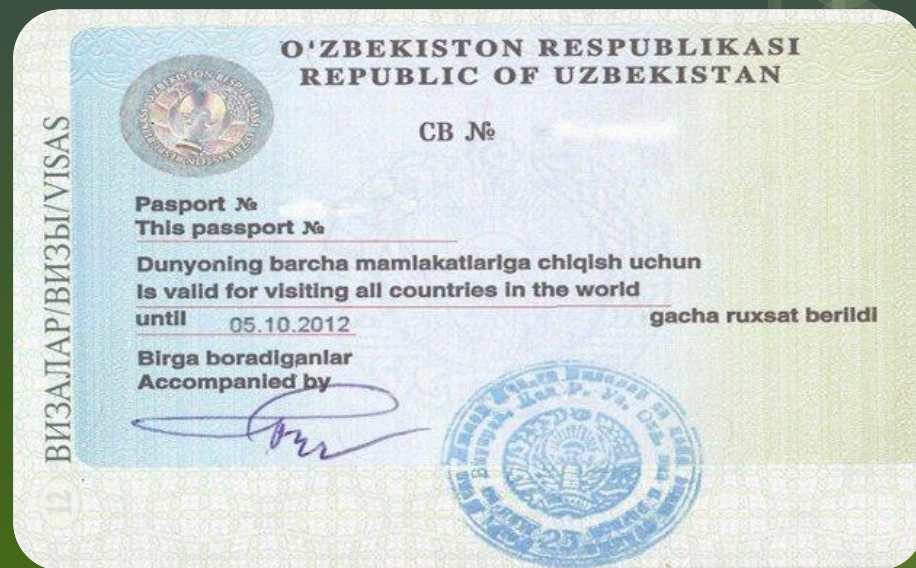 O'ZBEKISTON RESPUBLIKASI
REPUBLIC OF UZBEKISTAN
CB №
Pasport №
This passport №
Dunyoning barcha mamlakatlariga chiqish uchun
Is valid for visiting all countries in the world
until 05.10.2012 gacha ruxsat berildi
Birga boradiganlar
Accompanied by
ВИЗАЛАР/ВИЗЫ/VISAS
12
23